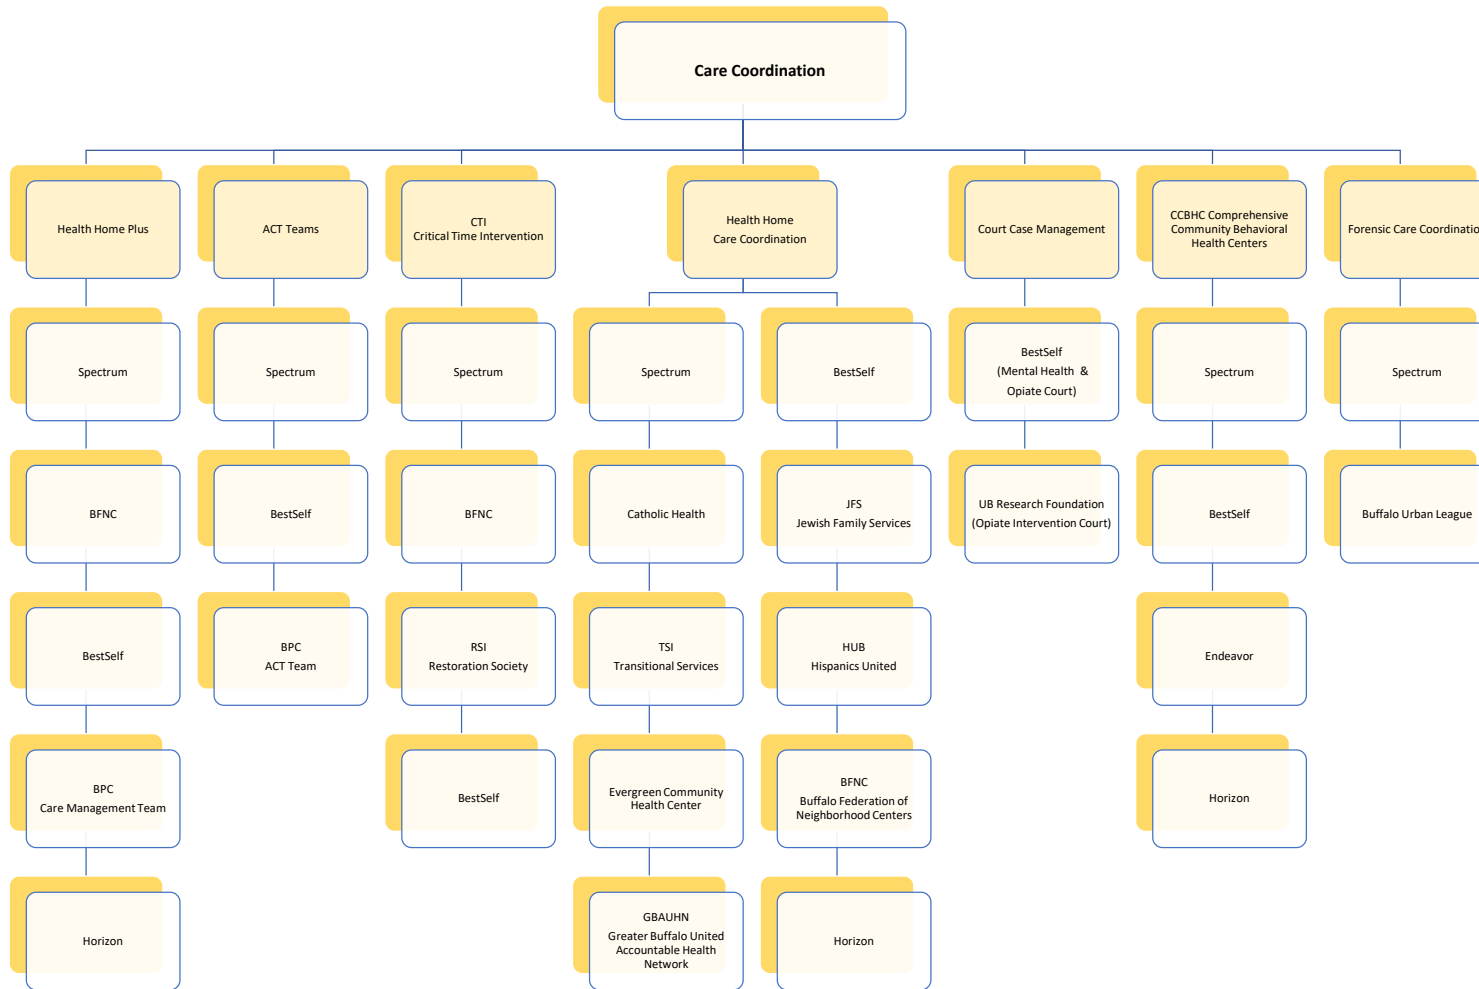 Care Coordination
Health Home Plus
ACT Teams
CTI
Critical Time Intervention
Health Home
Care Coordination
Court Case Management
CCBHC Comprehensive
Community Behavioral
Health Centers
Forensic Care Coordination
Spectrum
Spectrum
Spectrum
Spectrum
BestSelf
BestSelf
(Mental Health &
Opiate Court)
Spectrum
Spectrum
BFNC
BestSelf
BFNC
Catholic Health
JFS
Jewish Family Services
UB Research Foundation
(Opiate Intervention Court)
BestSelf
Buffalo Urban League
BestSelf
BPC
ACT Team
RSI
Restoration Society
TSI
Transitional Services
HUB
Hispanics United
Endeavor
BPC
Care Management Team
BestSelf
Evergreen Community
Health Center
BFNC
Buffalo Federation of
Neighborhood Centers
Horizon
Horizon
GBAUHN
Greater Buffalo United
Accountable Health
Network
Horizon